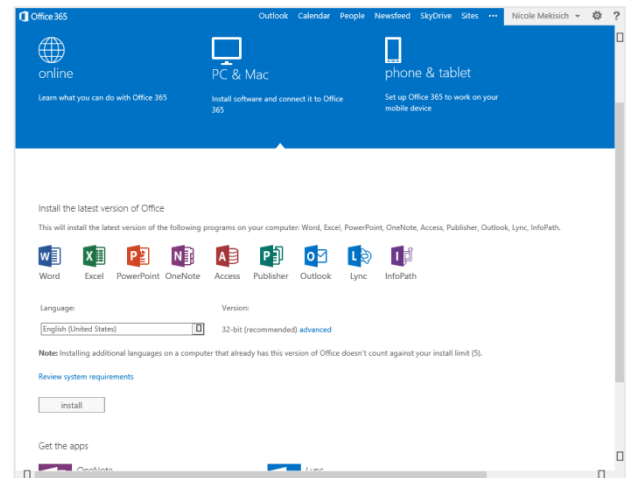 Office 365 Outlook Calendar People Newsfeed SkyDrive Sites ••• Nicole Mekisich ?
online PC & Mac phone & tablet
Learn what you can do with Office 365 Install software and connect it to Office Set up Office 365 to work on your
365 mobile device
Install the latest version of Office
This will install the latest version of the following programs on your computer: Word, Excel, PowerPoint, OneNote, Access, Publisher, Outlook, Lync, InfoPath.
Word Excel PowerPoint OneNote Access Publisher Outlook Lync InfoPath
Language: Version:
English (United States) 32-bit (recommended) advanced
Note: Installing additional languages on a computer that already has this version of Office doesn't count against your install limit (5).
Review system requirements
install
Get the apps
OneNote Lync